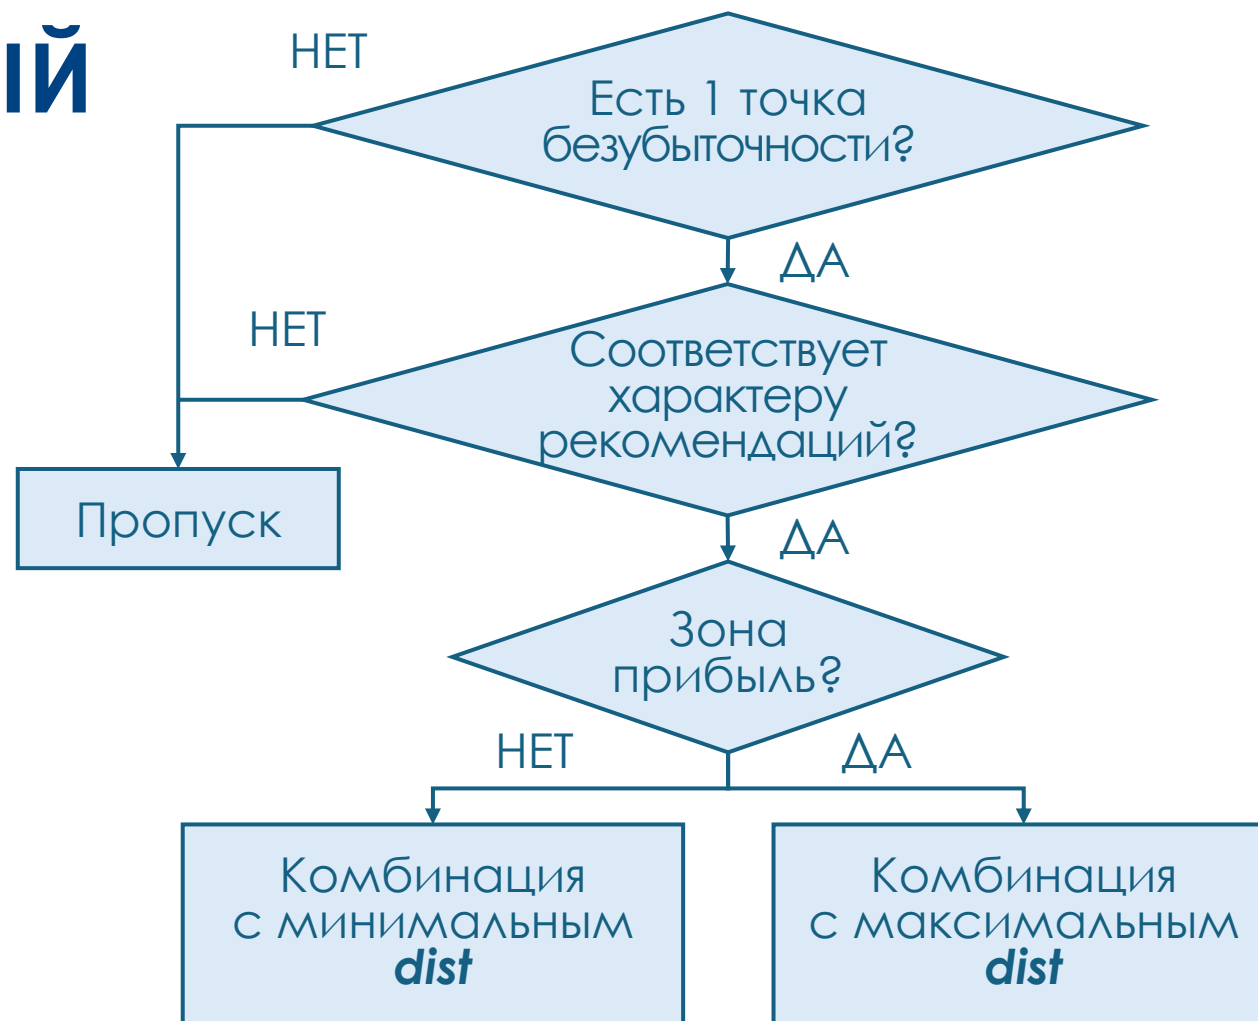 ИЙ
НЕТ
Есть 1 точка
безубыточности?
ДА
НЕТ
Соответствует
характеру
рекомендаций?
Пропуск
ДА
Зона
прибыль?
НЕТ
ДА
Комбинация
с минимальным
dist
Комбинация
с максимальным
dist